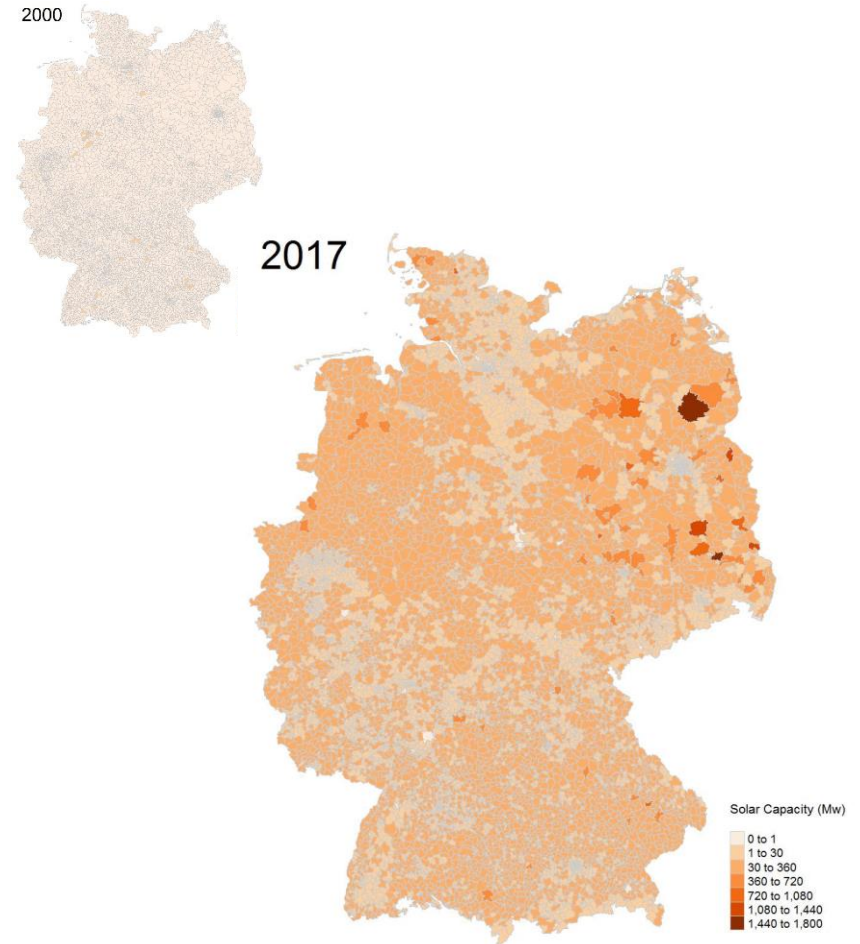 2000
2017
Solar Capacity (Mw)
0 to 1
1 to 30
30 to 360
360 to 720
720 to 1,080
1,080 to 1,440
1,440 to 1,800